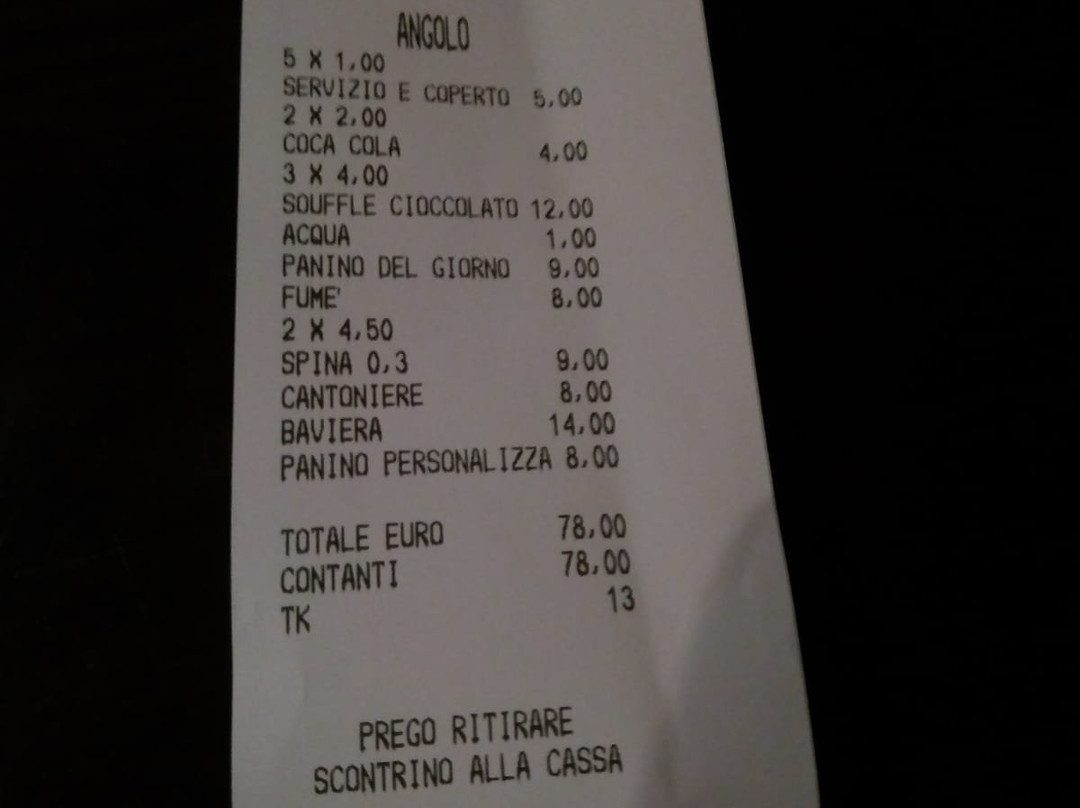 ANGOLO
5 X 1,00
SERVIZIO E COPERTO 5,00
2 X 2,00
COCA COLA 4,00
3 X 4,00
SOUFFLE CIOCCOLATO 12,00
ACQUA 1,00
PANINO DEL GIORNO 9,00
FUME' 8,00
2 X 4,50
SPINA 0,3 9,00
CANTONIERE 8,00
BAVIERA 14,00
PANINO PERSONALIZZA 8,00
TOTALE EURO 78,00
CONTANTI 78,00
TK 13
PREGO RITIRARE
SCONTRINO ALLA CASSA